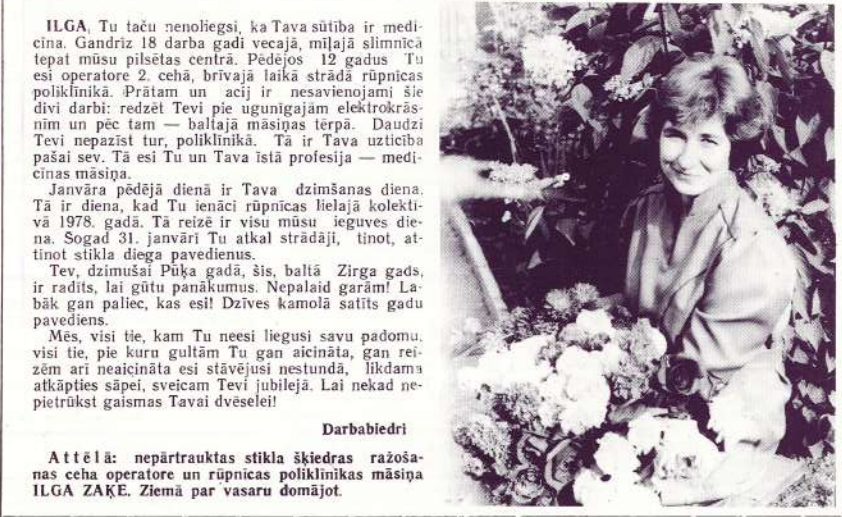 ILGA, Tu taču nenoliegsi, ka Tava sūtība ir medi-
cīna. Gandrīz 18 darba gadi vecajā, mīļajā slimnīcā
tepat mūsu pilsētas centrā. Pēdējos 12 gadus Tu
esi operatore 2. cehā, brīvajā laikā strādā rūpnīcas
poliklīnikā. Prātam un acij ir nesavienojami šie
divi darbi: redzēt Tevi pie ugunīgajām elektrokrās-
nīm un pēc tam — baltajā māsiņas tērpā. Daudzi
Tevi nepazīst tur, poliklīnikā. Tā ir Tava uzticība
pašai sev. Tā esi Tu un Tava īstā profesija — medi-
cīnas māsiņa.
Janvāra pēdējā dienā ir Tava dzimšanas diena.
Tā ir diena, kad Tu ienāci rūpnīcas lielajā kolektī-
vā 1978. gadā. Tā reizē ir visu mūsu ieguves die-
na. Šogad 31. janvārī Tu atkal strādāji, tinot, at-
tinot stikla diega pavedienus.
Tev, dzimušai Pūķa gadā, šis, baltā Zirga gads,
ir radīts, lai gūtu panākumus. Nepalaid garām! La-
bāk gan paliec, kas esi! Dzīves kamolā satīts gadu
pavediens.
Mēs, visi tie, kam Tu neesi liegusi savu padomu,
visi tie, pie kuru gultām Tu gan aicināta, gan rei-
zēm arī neaicināta esi stāvējusi nestundā, likdama
atkāpties sāpei, sveicam Tevi jubilejā. Lai nekad ne-
pietrūkst gaismas Tavai dvēselei!
Darbabiedri
Attēlā: nepārtrauktas stikla šķiedras ražoša-
nas ceha operatore un rūpnīcas poliklīnikas māsiņa
ILGA ZAĶE. Ziemā par vasaru domājot.